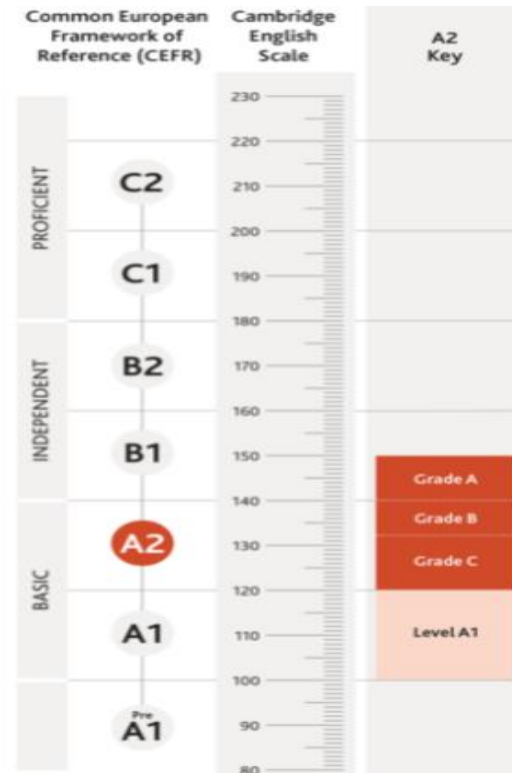 Common European
Framework of
Reference (CEFR)
Cambridge
English
Scale
A2
Key
PROFICIENT
INDEPENDENT
BASIC
C2
C1
B2
B1
A2
A1
Pre
A1
230
220
210
200
190
180
170
160
150
140
130
120
110
100
90
80
Grade A
Grade B
Grade C
Level A1